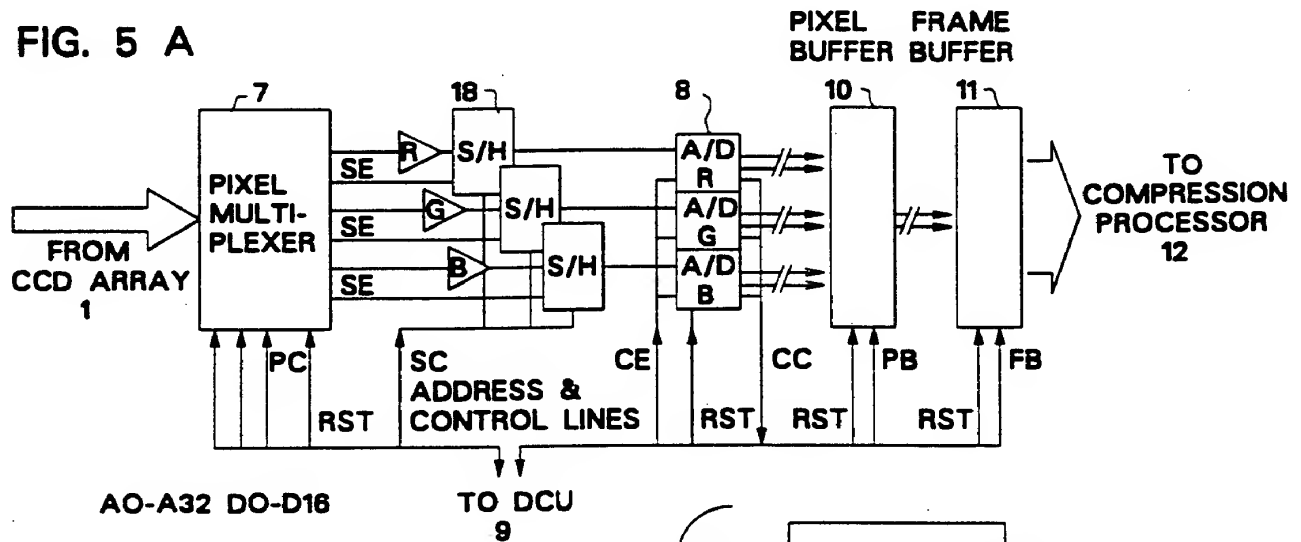 FIG. 5 A
PIXEL BUFFER
FRAME BUFFER
7
18
8
10
11
PIXEL
MULTI-
PLEXER
SE
SE
SE
R
G
B
S/H
S/H
S/H
A/D
R
A/D
G
A/D
B
FROM
CCD ARRAY
1
TO
COMPRESSION
PROCESSOR
12
PC
SC
CE
CC
PB
FB
ADDRESS &
CONTROL LINES
RST
RST
RST
RST
AO-A32 DO-D16
TO DCU
9